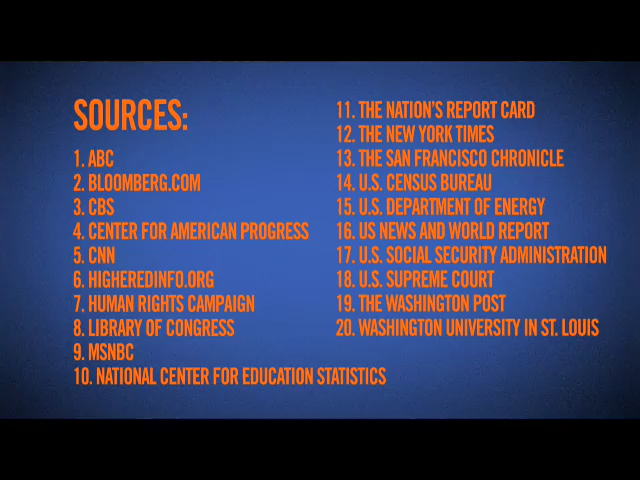 SOURCES:
1. ABC
2. BLOOMBERG.COM
3. CBS
4. CENTER FOR AMERICAN PROGRESS
5. CNN
6. HIGHEREDINFO.ORG
7. HUMAN RIGHTS CAMPAIGN
8. LIBRARY OF CONGRESS
9. MSNBC
10. NATIONAL CENTER FOR EDUCATION STATISTICS
11. THE NATION'S REPORT CARD
12. THE NEW YORK TIMES
13. THE SAN FRANCISCO CHRONICLE
14. U.S. CENSUS BUREAU
15. U.S. DEPARTMENT OF ENERGY
16. US NEWS AND WORLD REPORT
17. U.S. SOCIAL SECURITY ADMINISTRATION
18. U.S. SUPREME COURT
19. THE WASHINGTON POST
20. WASHINGTON UNIVERSITY IN ST. LOUIS